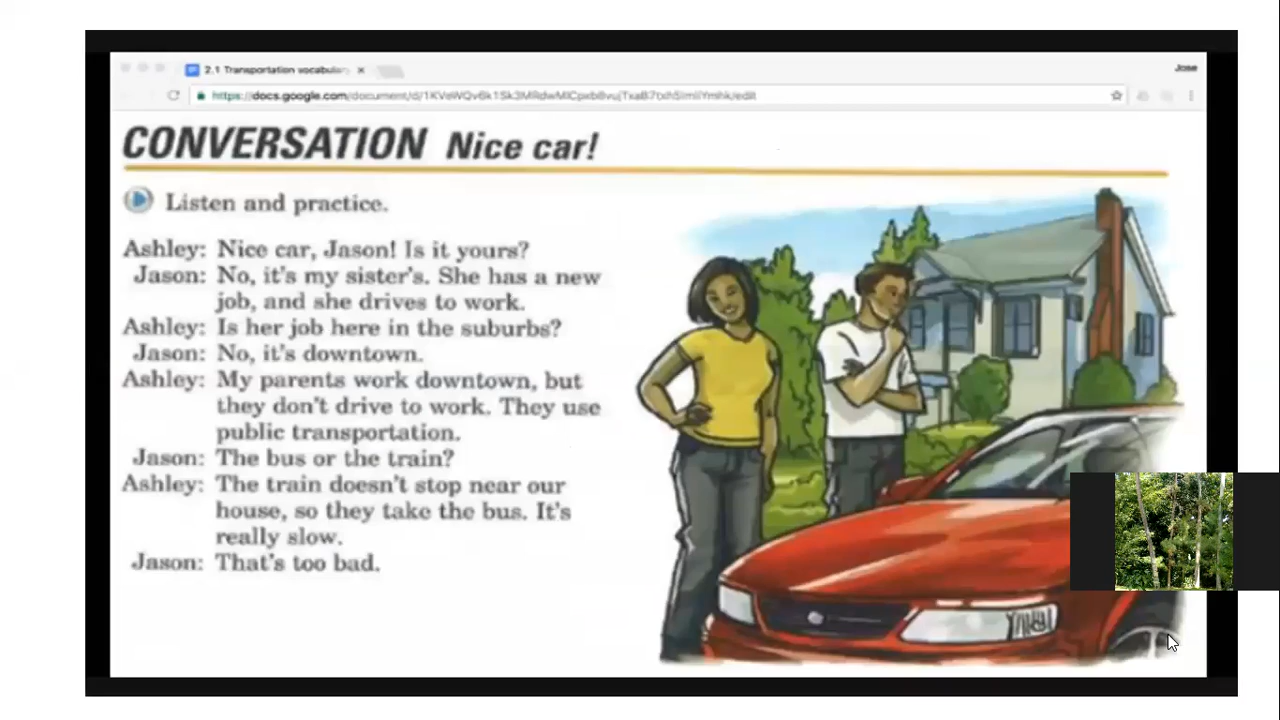 2.1 Transportation vocabulary
Jose
CONVERSATION Nice car!
Listen and practice.
Ashley: Nice car, Jason! Is it yours?
Jason: No, it's my sister's. She has a new
job, and she drives to work.
Ashley: Is her job here in the suburbs?
Jason: No, it's downtown.
Ashley: My parents work downtown, but
they don't drive to work. They use
public transportation.
Jason: The bus or the train?
Ashley: The train doesn't stop near our
house, so they take the bus. It's
really slow.
Jason: That's too bad.